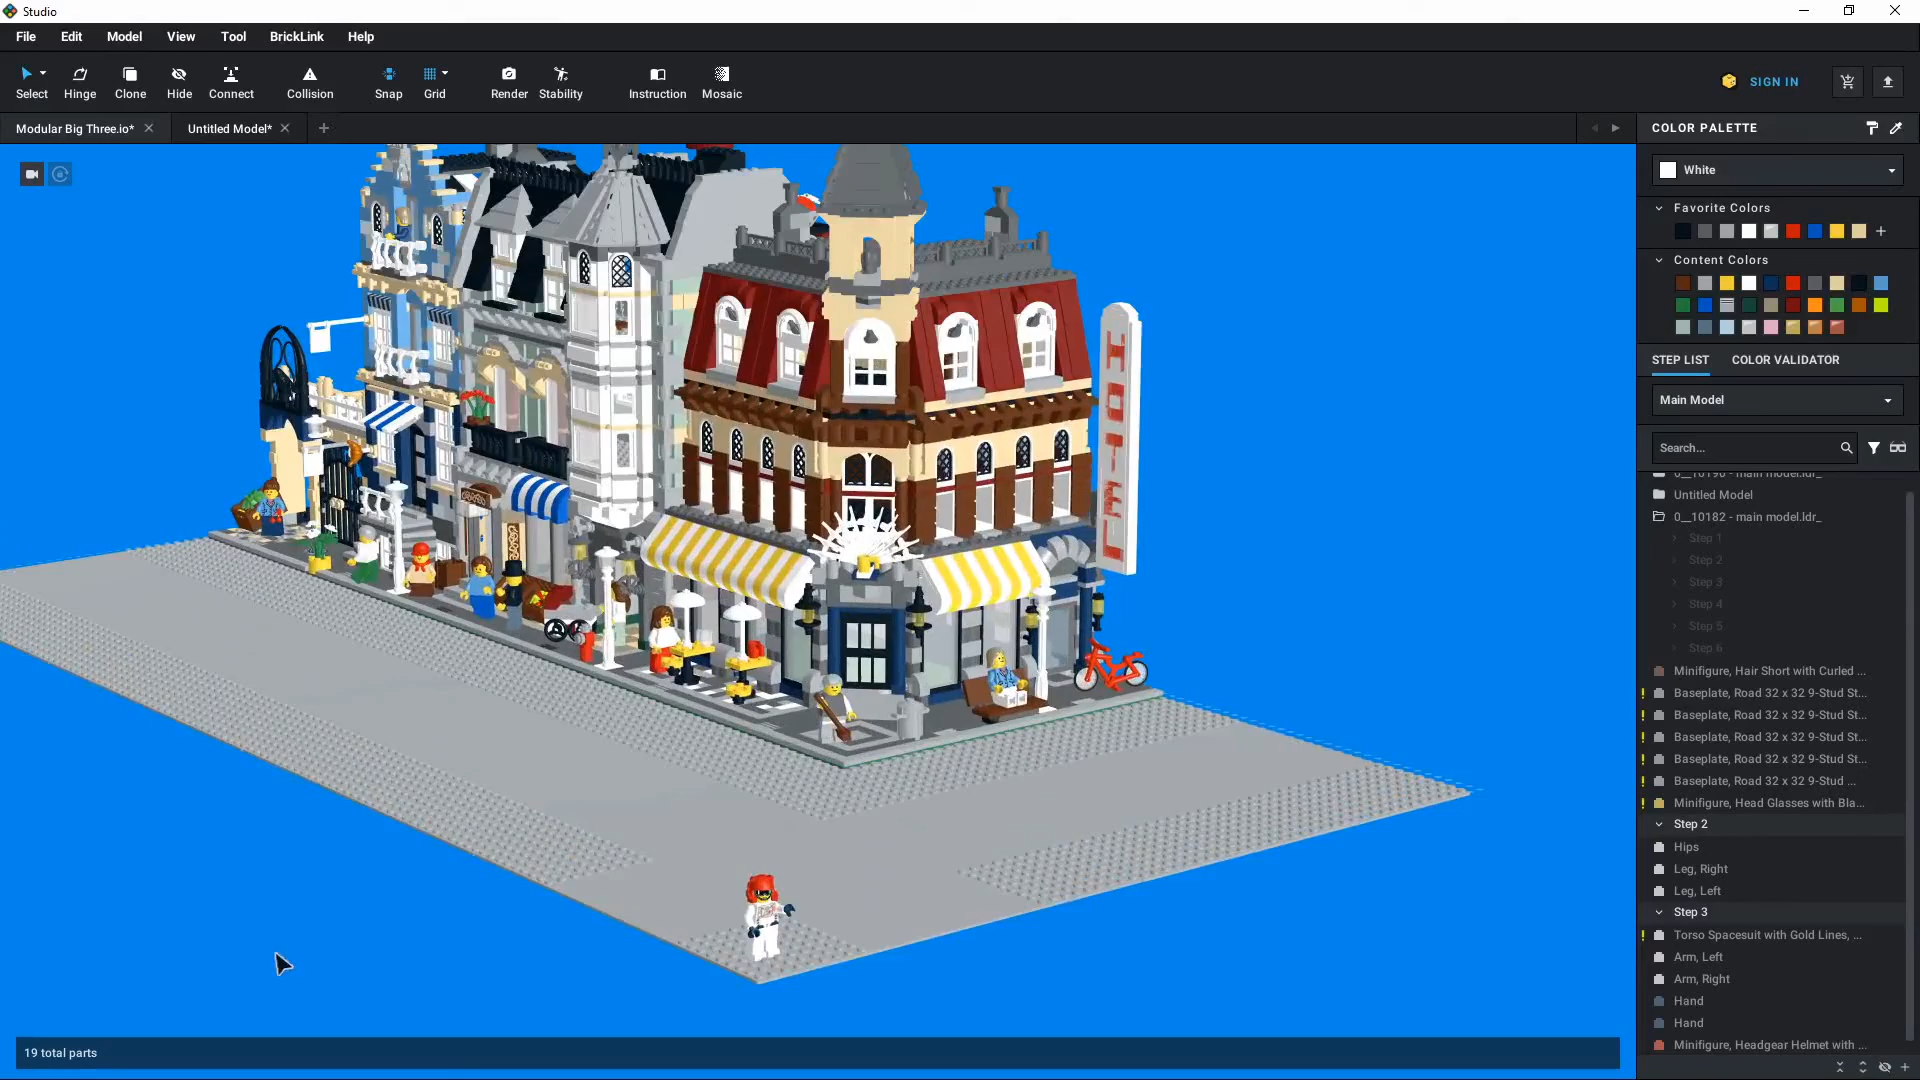 Studio
File Edit Model View Tool BrickLink Help
Select Hinge Clone Hide Connect Collision Snap Grid Render Stability Instruction Mosaic
SIGN IN
Modular Big Three.io* Untitled Model*
COLOR PALETTE
White
Favorite Colors
Content Colors
STEP LIST COLOR VALIDATOR
Main Model
Search...
0__10190 - main model.ldr_
Untitled Model
0__10182 - main model.ldr_
Step 1
Step 2
Step 3
Step 4
Step 5
Step 6
Minifigure, Hair Short with Curled ...
Baseplate, Road 32 x 32 9-Stud St...
Baseplate, Road 32 x 32 9-Stud St...
Baseplate, Road 32 x 32 9-Stud St...
Baseplate, Road 32 x 32 9-Stud St...
Baseplate, Road 32 x 32 9-Stud ...
Minifigure, Head Glasses with Bla...
Step 2
Hips
Leg, Right
Leg, Left
Step 3
Torso Spacesuit with Gold Lines, ...
Arm, Left
Arm, Right
Hand
Hand
Minifigure, Headgear Helmet with ...
HOTEL
19 total parts